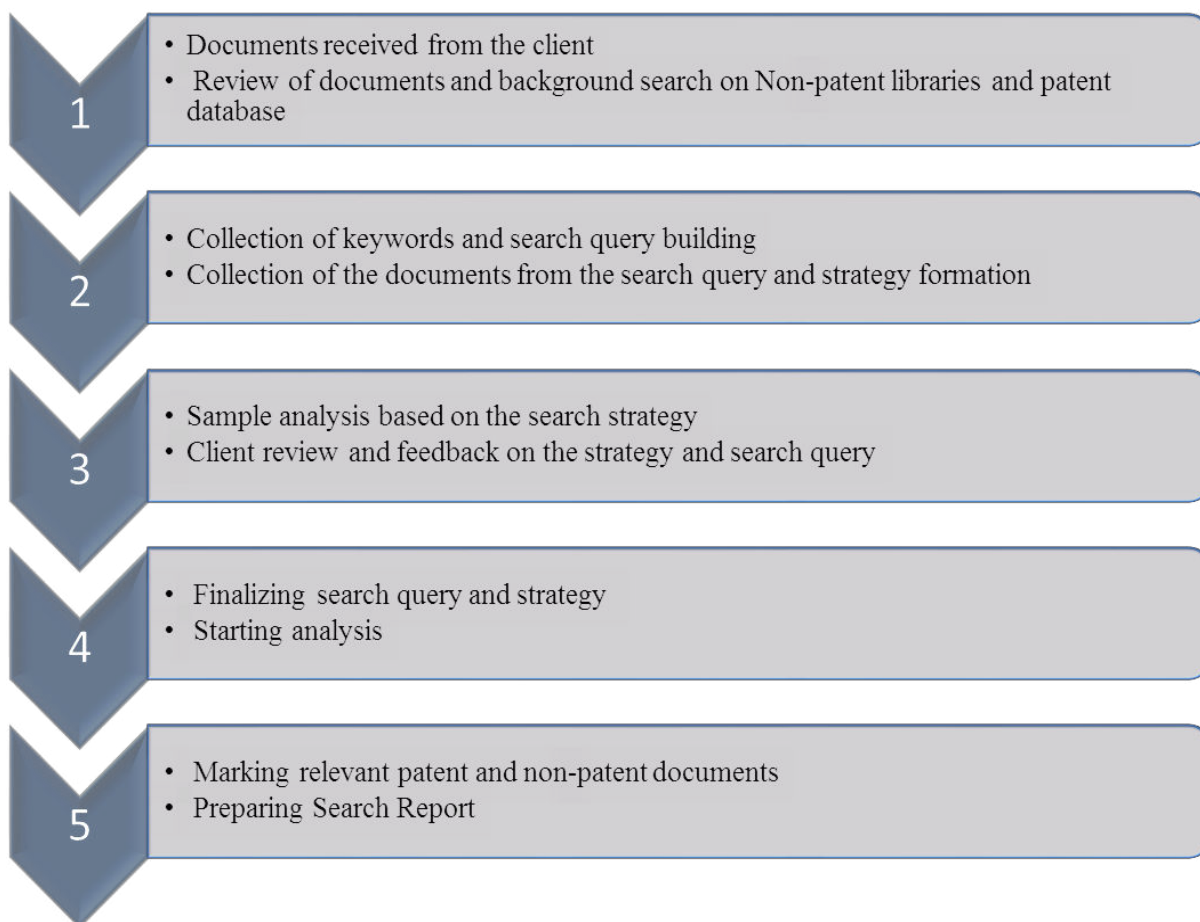 1
• Documents received from the client
• Review of documents and background search on Non-patent libraries and patent
database
2
• Collection of keywords and search query building
• Collection of the documents from the search query and strategy formation
3
• Sample analysis based on the search strategy
• Client review and feedback on the strategy and search query
4
• Finalizing search query and strategy
• Starting analysis
5
• Marking relevant patent and non-patent documents
• Preparing Search Report